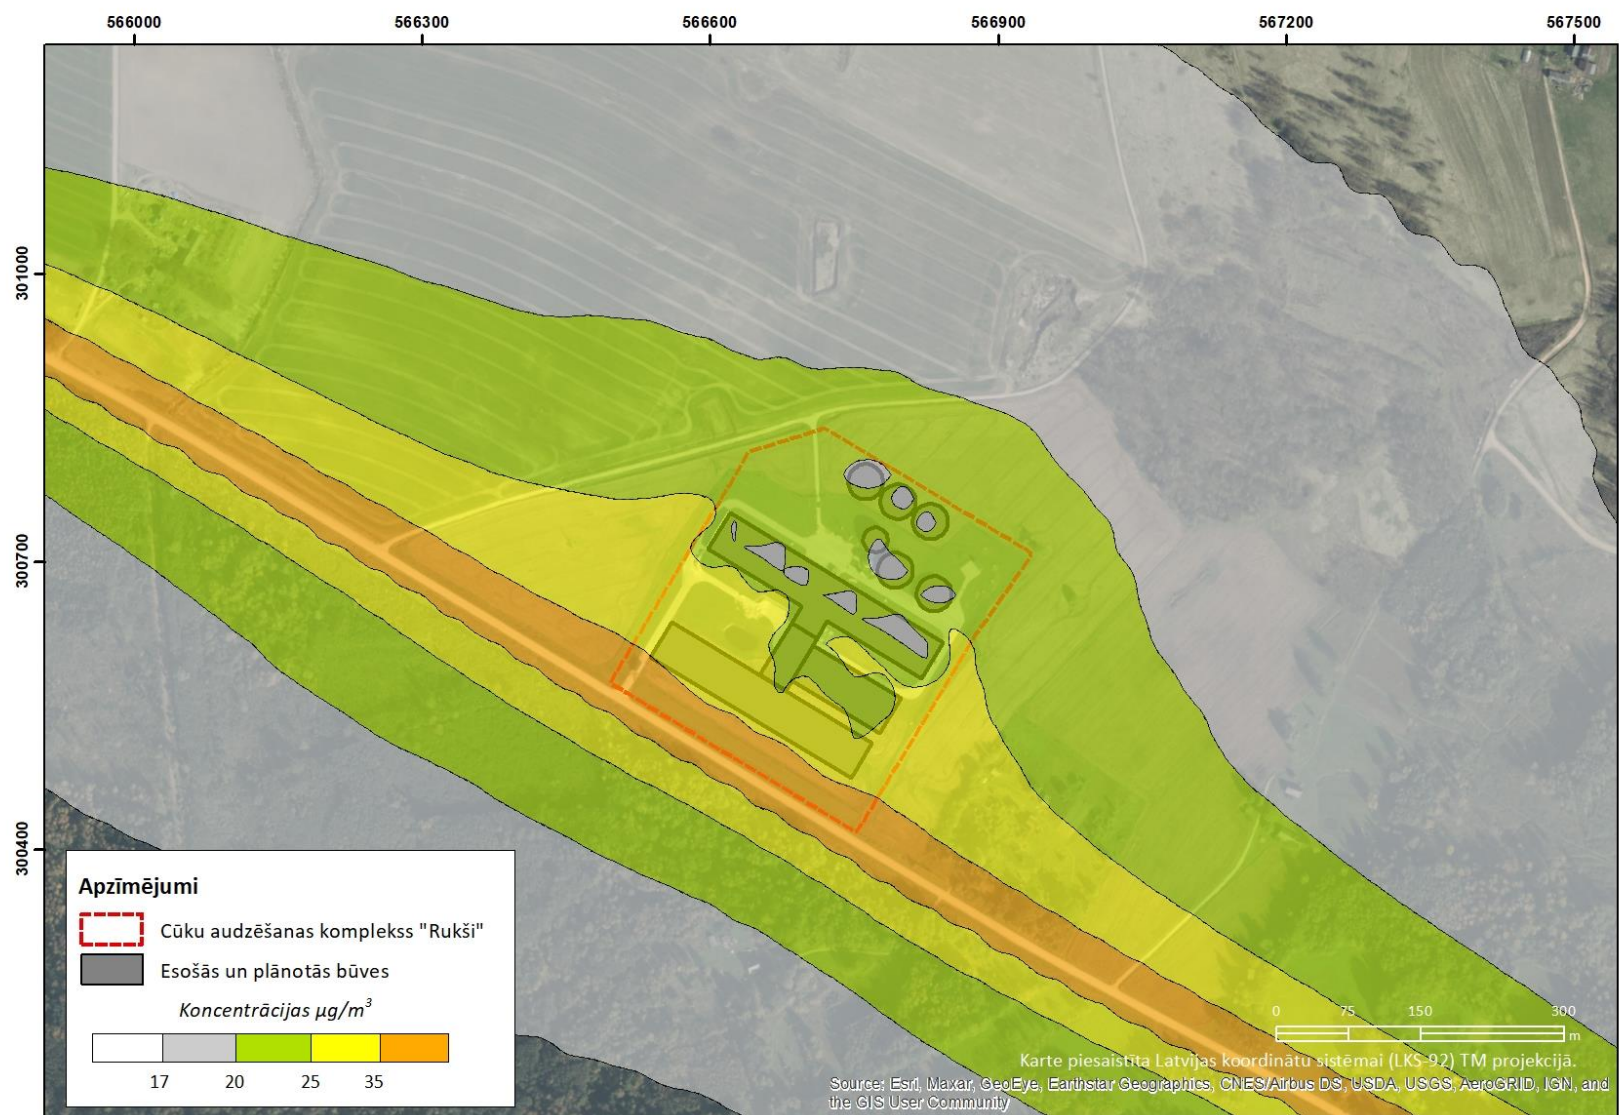 566000 566300 566600 566900 567200 567500
301000
300700
300400
Apzīmējumi
Cūku audzēšanas komplekss "Rukši"
Esošās un plānotās būves
Koncentrācijas µg/m³
17 20 25 35
0 75 150 300
m
Karte piesaistīta Latvijas koordinātu sistēmai (LKS-92) TM projekcijā.
Source: Esri, Maxar, GeoEye, Earthstar Geographics, CNES/Airbus DS, USDA, USGS, AeroGRID, IGN, and
the GIS User Community